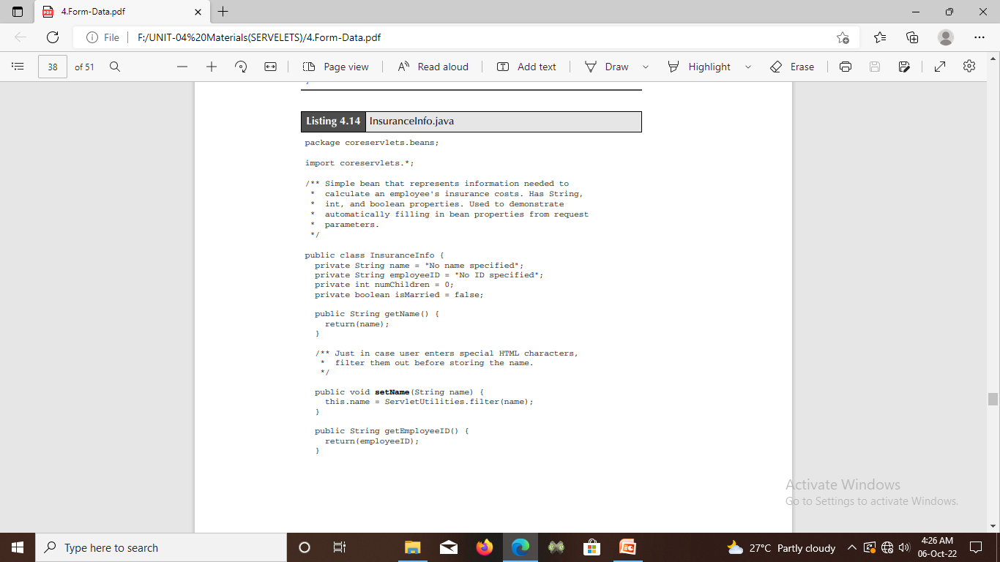 4.Form-Data.pdf
File
F:/UNIT-04%20Materials(SERVELETS)/4.Form-Data.pdf
38 of 51
Page view
Read aloud
Add text
Draw
Highlight
Erase
Listing 4.14 InsuranceInfo.java
package coreservlets.beans;
import coreservlets.*;
/** Simple bean that represents information needed to
* calculate an employee's insurance costs. Has String,
* int, and boolean properties. Used to demonstrate
* automatically filling in bean properties from request
* parameters.
*/
public class InsuranceInfo {
private String name = "No name specified";
private String employeeID = "No ID specified";
private int numChildren = 0;
private boolean isMarried = false;
public String getName() {
return(name);
}
/** Just in case user enters special HTML characters,
* filter them out before storing the name.
*/
public void setName(String name) {
this.name = ServletUtilities.filter(name);
}
public String getEmployeeID() {
return(employeeID);
}
Activate Windows
Go to Settings to activate Windows.
Type here to search
27°C Partly cloudy
4:26 AM
06-Oct-22